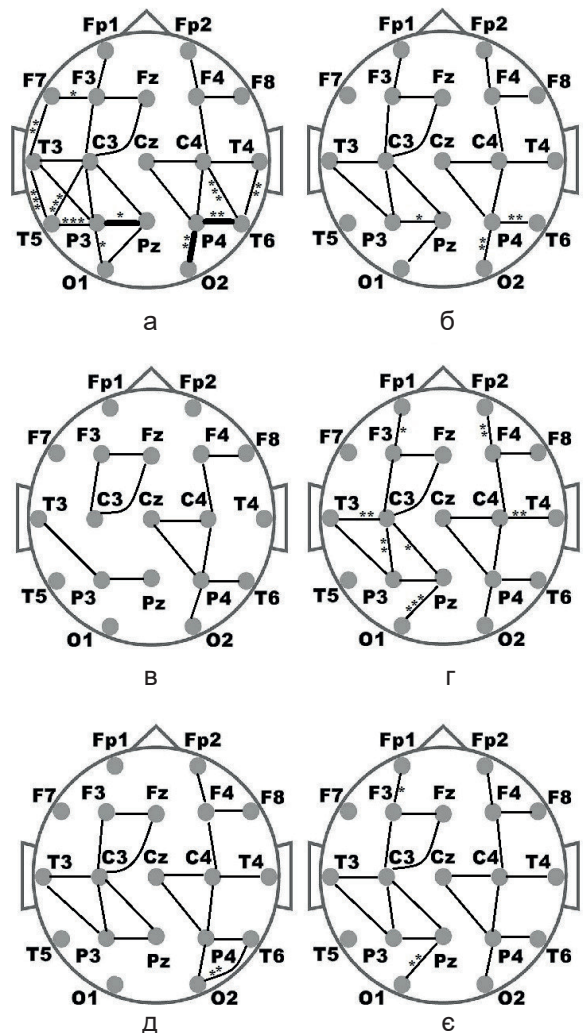 Fp1 Fp2
F7 F3 Fz F4 F8
*
**
T3 C3 Cz C4 T4
*** *** *** **
*** * **
T5 P3 Pz P4 T6
* **
O1 O2
а
Fp1 Fp2
F7 F3 Fz F4 F8
T3 C3 Cz C4 T4
* **
T5 P3 Pz P4 T6
**
O1 O2
б
Fp1 Fp2
F7 F3 Fz F4 F8
T3 C3 Cz C4 T4
T5 P3 Pz P4 T6
O1 O2
в
Fp1 Fp2
* **
F7 F3 Fz F4 F8
T3 C3 Cz C4 T4
** **
** *
T5 P3 Pz P4 T6
***
O1 O2
г
Fp1 Fp2
F7 F3 Fz F4 F8
T3 C3 Cz C4 T4
T5 P3 Pz P4 T6
**
O1 O2
д
Fp1 Fp2
*
F7 F3 Fz F4 F8
T3 C3 Cz C4 T4
T5 P3 Pz P4 T6
**
O1 O2
є